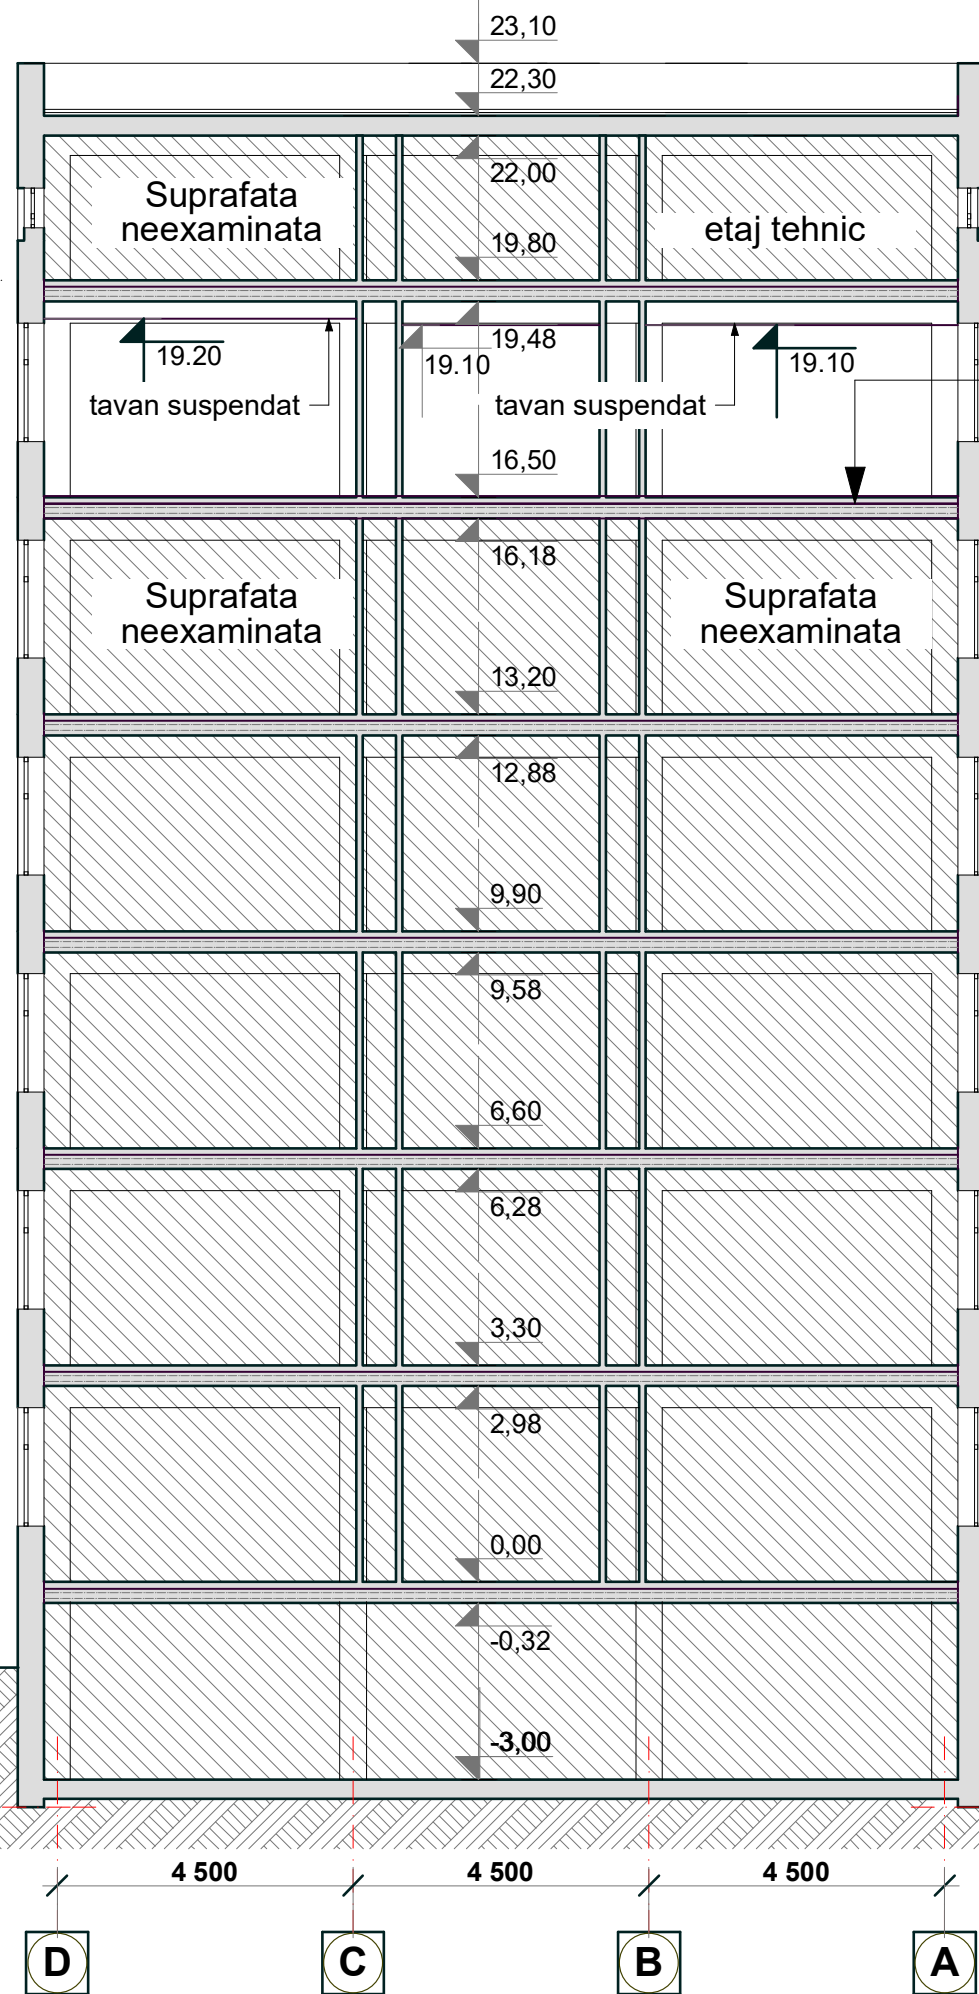 23,10
22,30
22,00
Suprafata
neexaminata
etaj tehnic
19,80
19.20
19,48
19.10
19.10
tavan suspendat
tavan suspendat
16,50
16,18
Suprafata
neexaminata
Suprafata
neexaminata
13,20
12,88
9,90
9,58
6,60
6,28
3,30
2,98
0,00
-0,32
-3,00
4 500
4 500
4 500
D
C
B
A